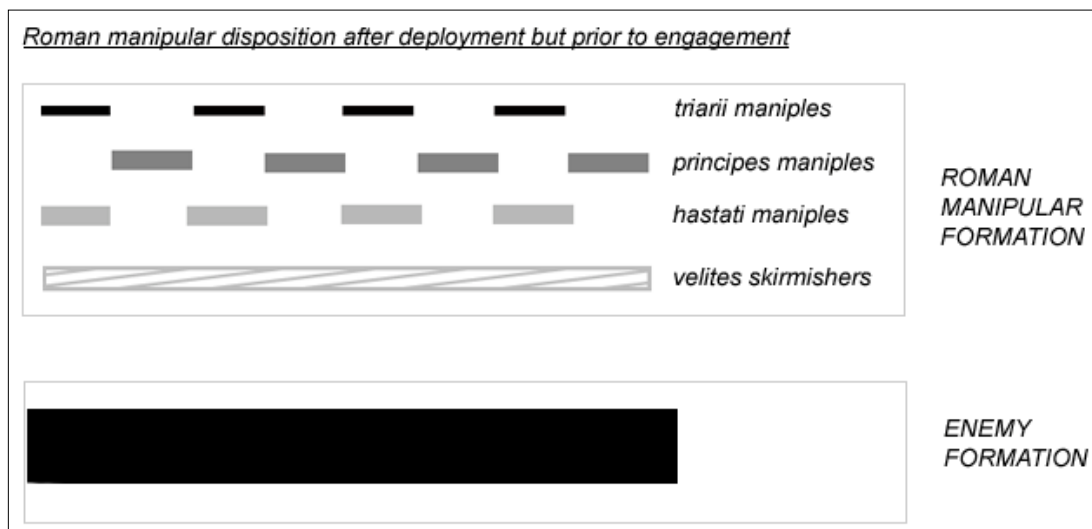 Roman manipular disposition after deployment but prior to engagement
triarii maniples
principes maniples
hastati maniples
velites skirmishers
ROMAN
MANIPULAR
FORMATION
ENEMY
FORMATION